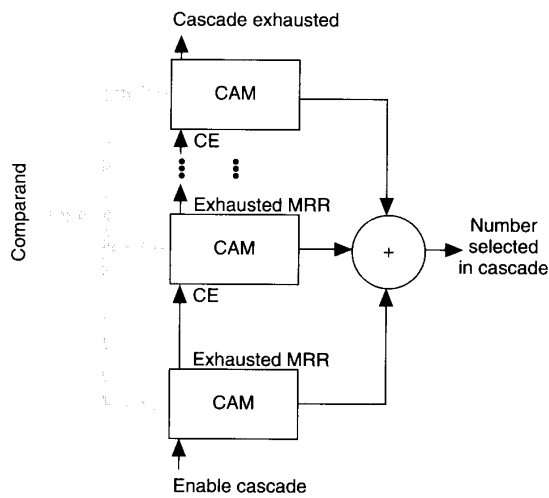 Cascade exhausted
CAM
CE
Exhausted MRR
CAM
CE
Exhausted MRR
CAM
Enable cascade
Comparand
+
Number
selected
in cascade